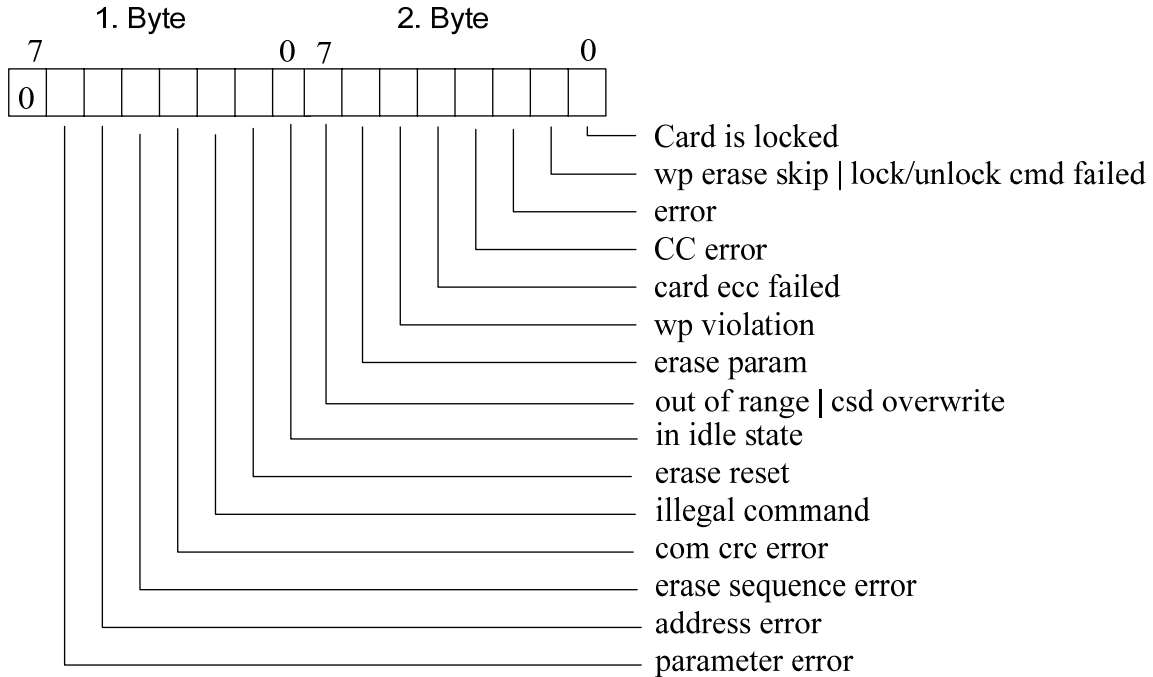 1. Byte 2. Byte
7 0 7 0
0
Card is locked
wp erase skip | lock/unlock cmd failed
error
CC error
card ecc failed
wp violation
erase param
out of range | csd overwrite
in idle state
erase reset
illegal command
com crc error
erase sequence error
address error
parameter error